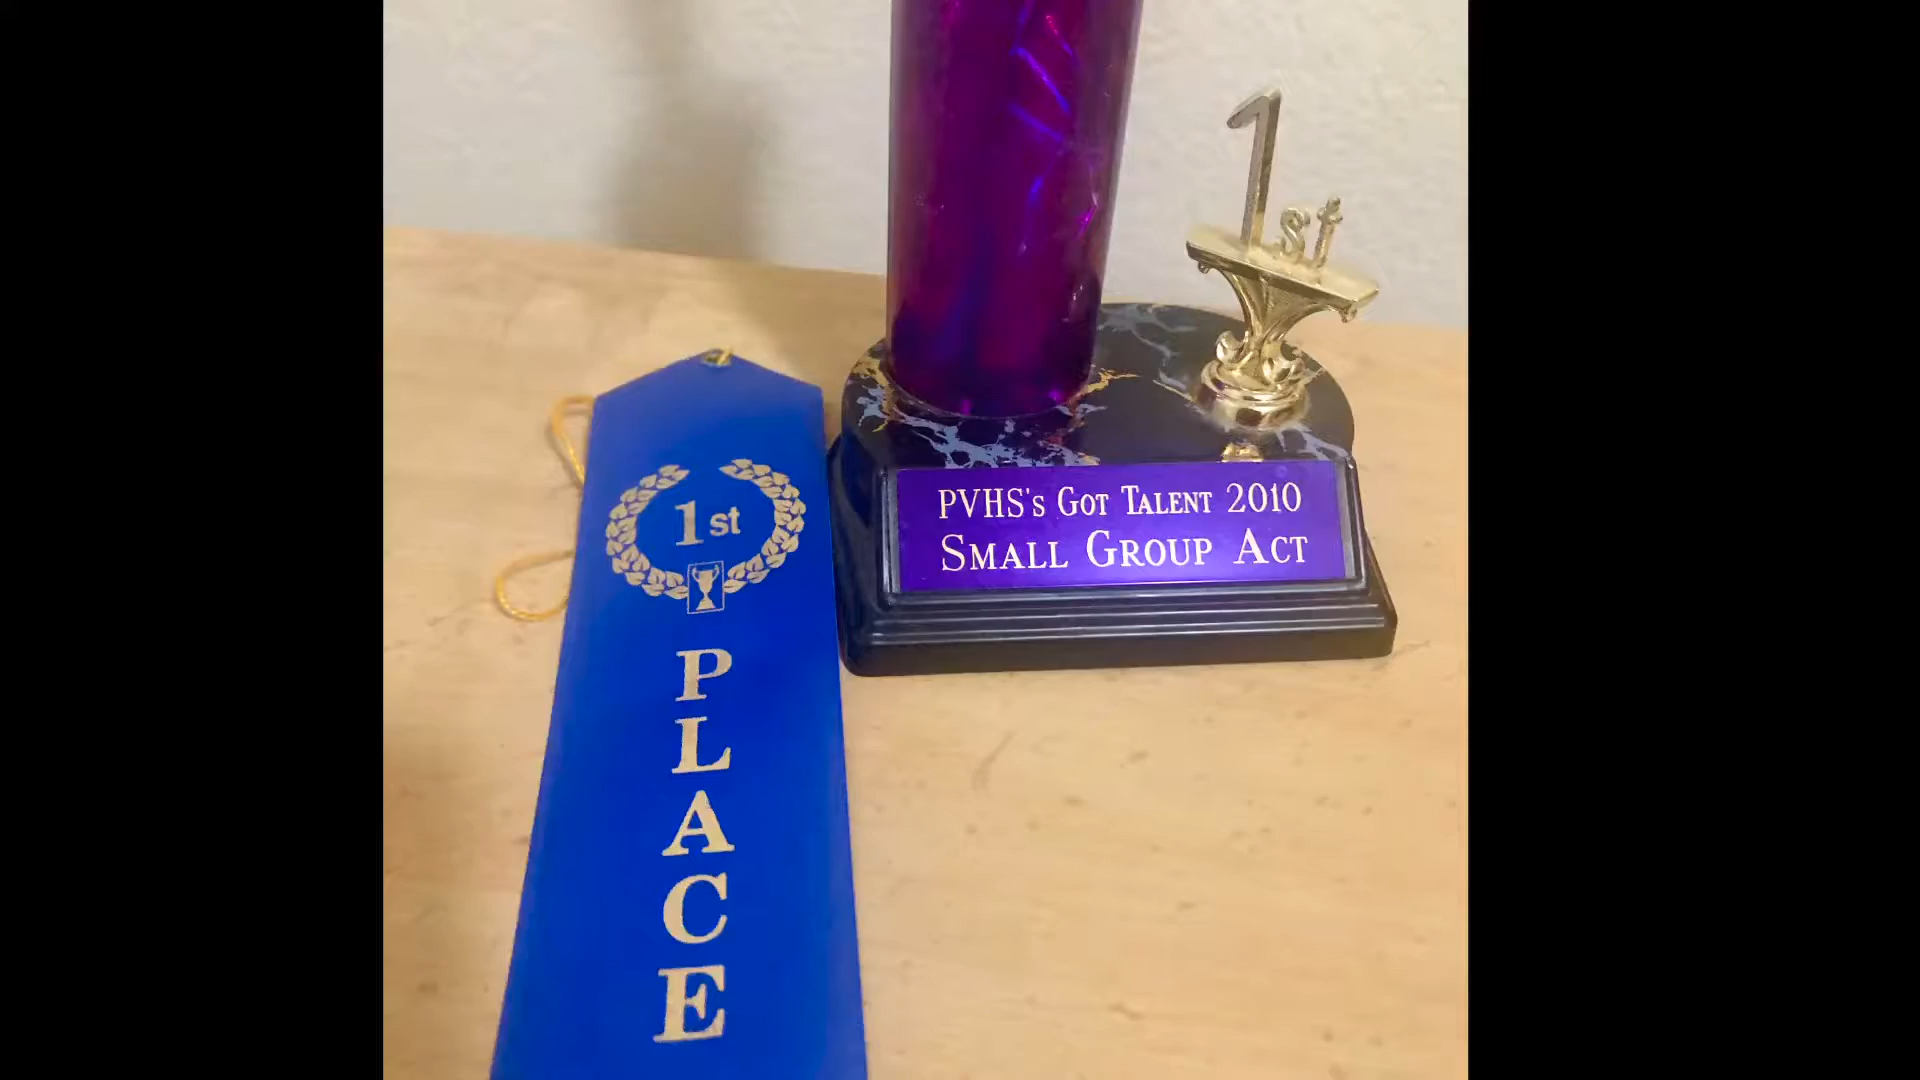 1st
PLACE
1st
PVHS's GOT TALENT 2010
SMALL GROUP ACT